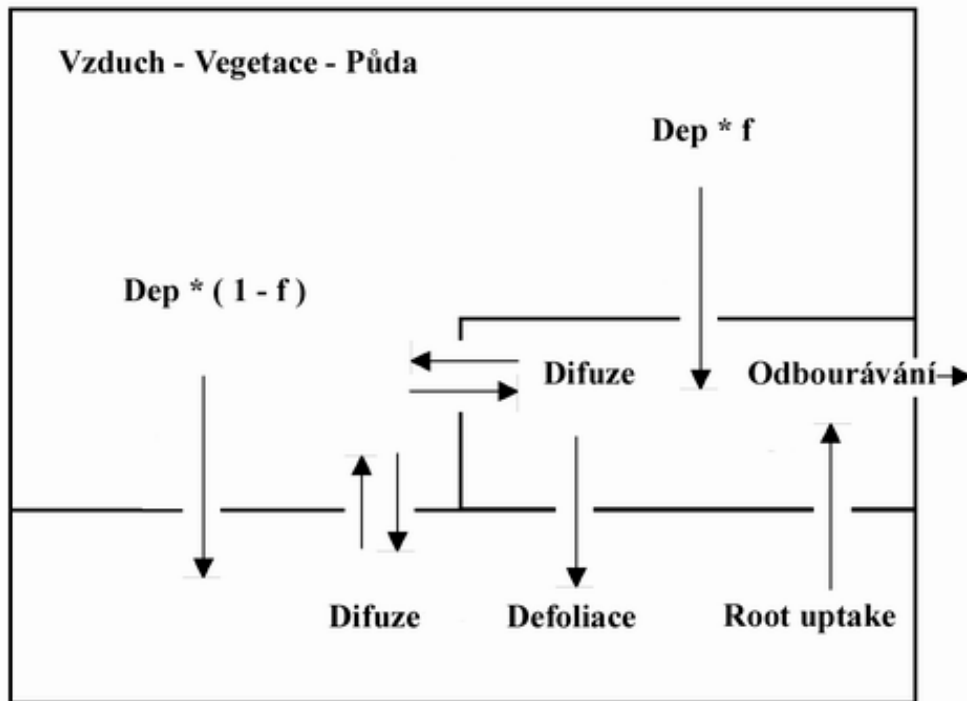 Vzduch - Vegetace - Půda
Dep * f
Dep * ( 1 - f )
Difuze
Odbourávání
Difuze
Defoliace
Root uptake